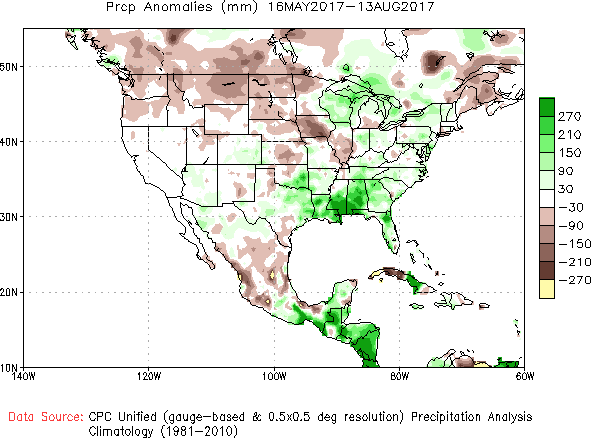 Prcp Anomalies (mm) 16MAY2017-13AUG2017
50N
40N
30N
20N
10N
140W 120W 100W 80W 60W
270
210
150
90
30
-30
-90
-150
-210
-270
Data Source: CPC Unified (gauge-based & 0.5x0.5 deg resolution) Precipitation Analysis
Climatology (1981-2010)